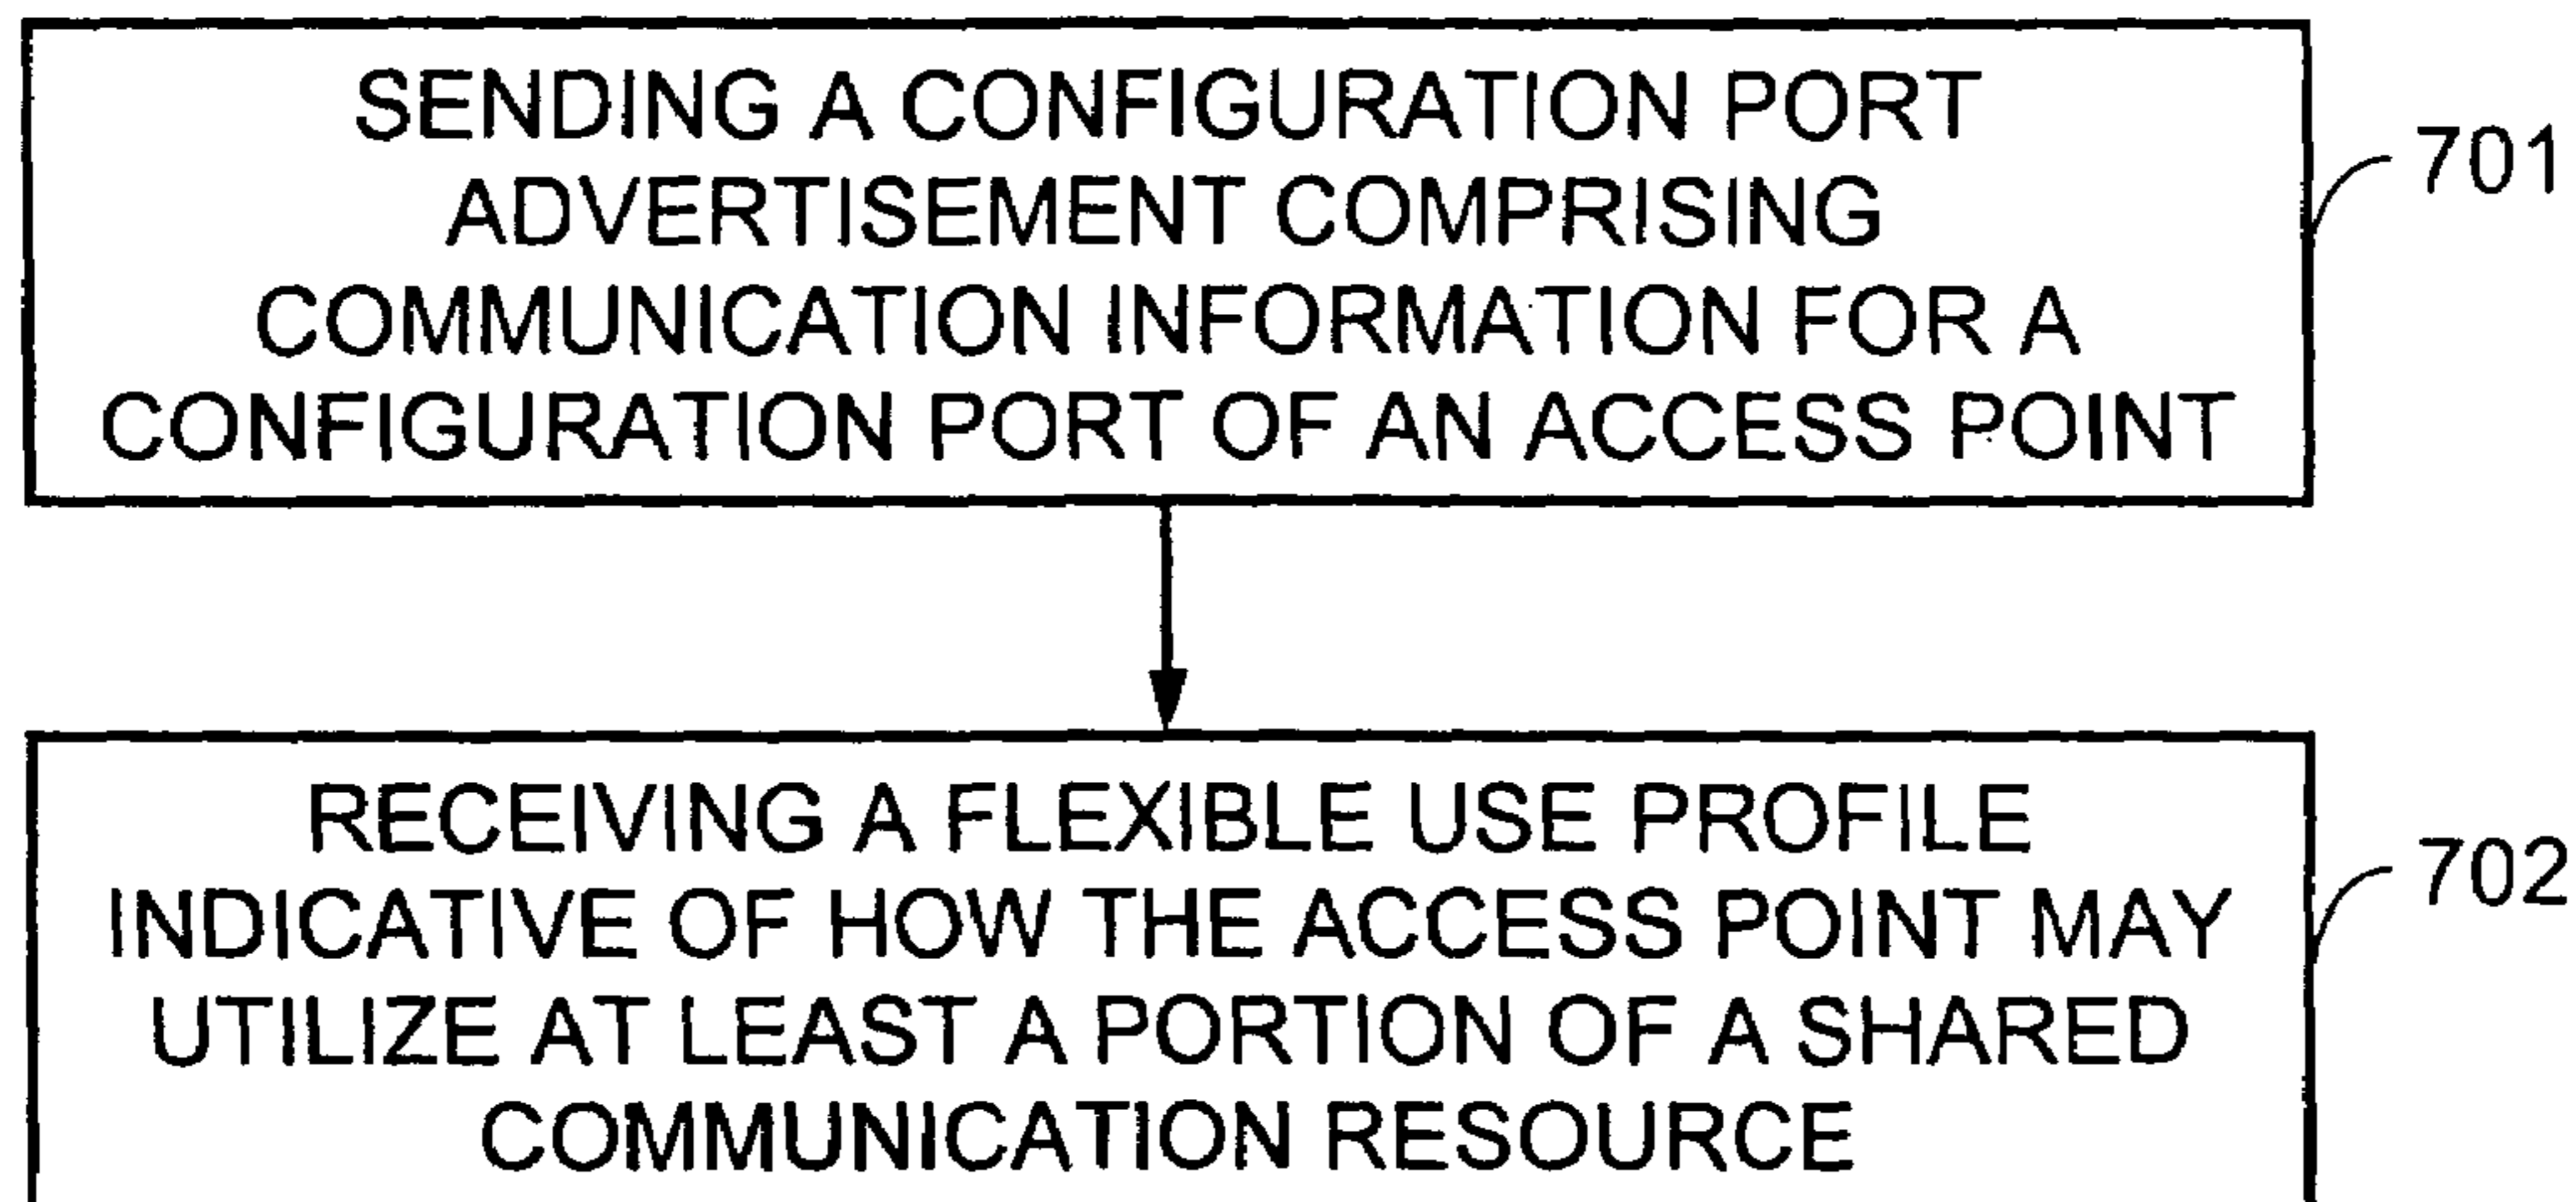 SENDING A CONFIGURATION PORT
ADVERTISEMENT COMPRISING
COMMUNICATION INFORMATION FOR A
CONFIGURATION PORT OF AN ACCESS POINT
701
RECEIVING A FLEXIBLE USE PROFILE
INDICATIVE OF HOW THE ACCESS POINT MAY
UTILIZE AT LEAST A PORTION OF A SHARED
COMMUNICATION RESOURCE
702